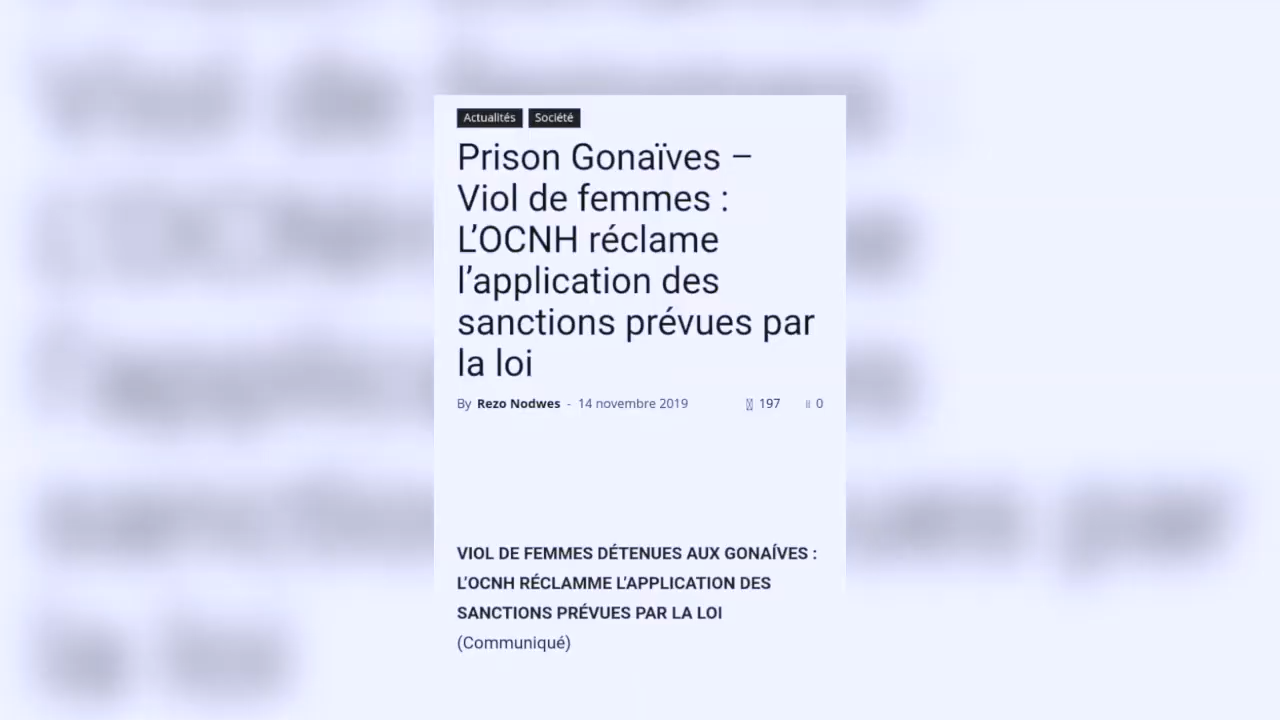 Actualités Société
Prison Gonaïves –
Viol de femmes :
L’OCNH réclame
l’application des
sanctions prévues par
la loi
By Rezo Nodwes - 14 novembre 2019 197 0
VIOL DE FEMMES DÉTENUES AUX GONAÍVES :
L’OCNH RÉCLAMME L’APPLICATION DES
SANCTIONS PRÉVUES PAR LA LOI
(Communiqué)